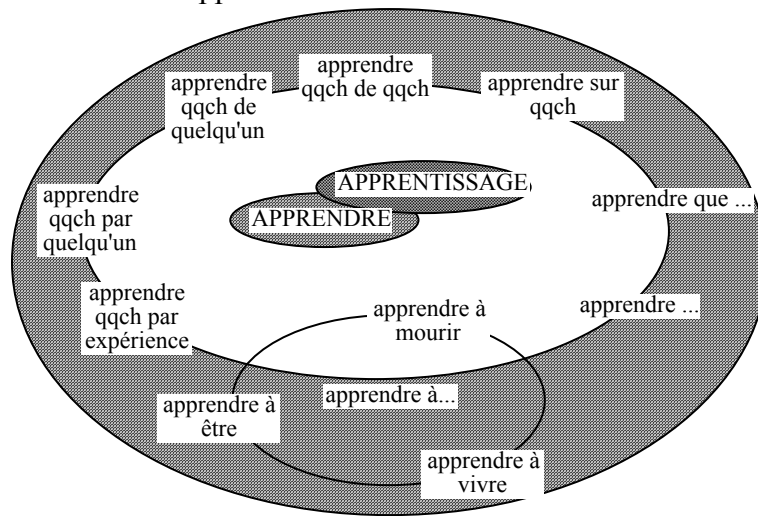 apprendre
qqch de qqch
apprendre
qqch de
quelqu'un
apprendre sur
qqch
APPRENTISSAGE
APPRENDRE
apprendre
qqch par
quelqu'un
apprendre que ...
apprendre
qqch par
expérience
apprendre ...
apprendre à
mourir
apprendre à...
apprendre à
être
apprendre à
vivre